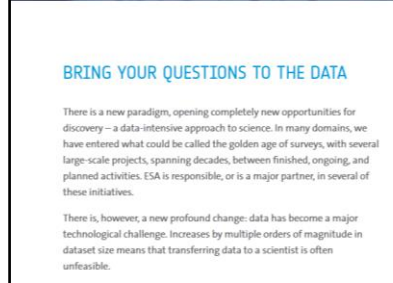 BRING YOUR QUESTIONS TO THE DATA
There is a new paradigm, opening completely new opportunities for
discovery – a data-intensive approach to science. In many domains, we
have entered what could be called the golden age of surveys, with several
large-scale projects, spanning decades, between finished, ongoing, and
planned activities. ESA is responsible, or is a major partner, in several of
these initiatives.
There is, however, a new profound change: data has become a major
technological challenge. Increases by multiple orders of magnitude in
dataset size means that transferring data to a scientist is often
unfeasible.